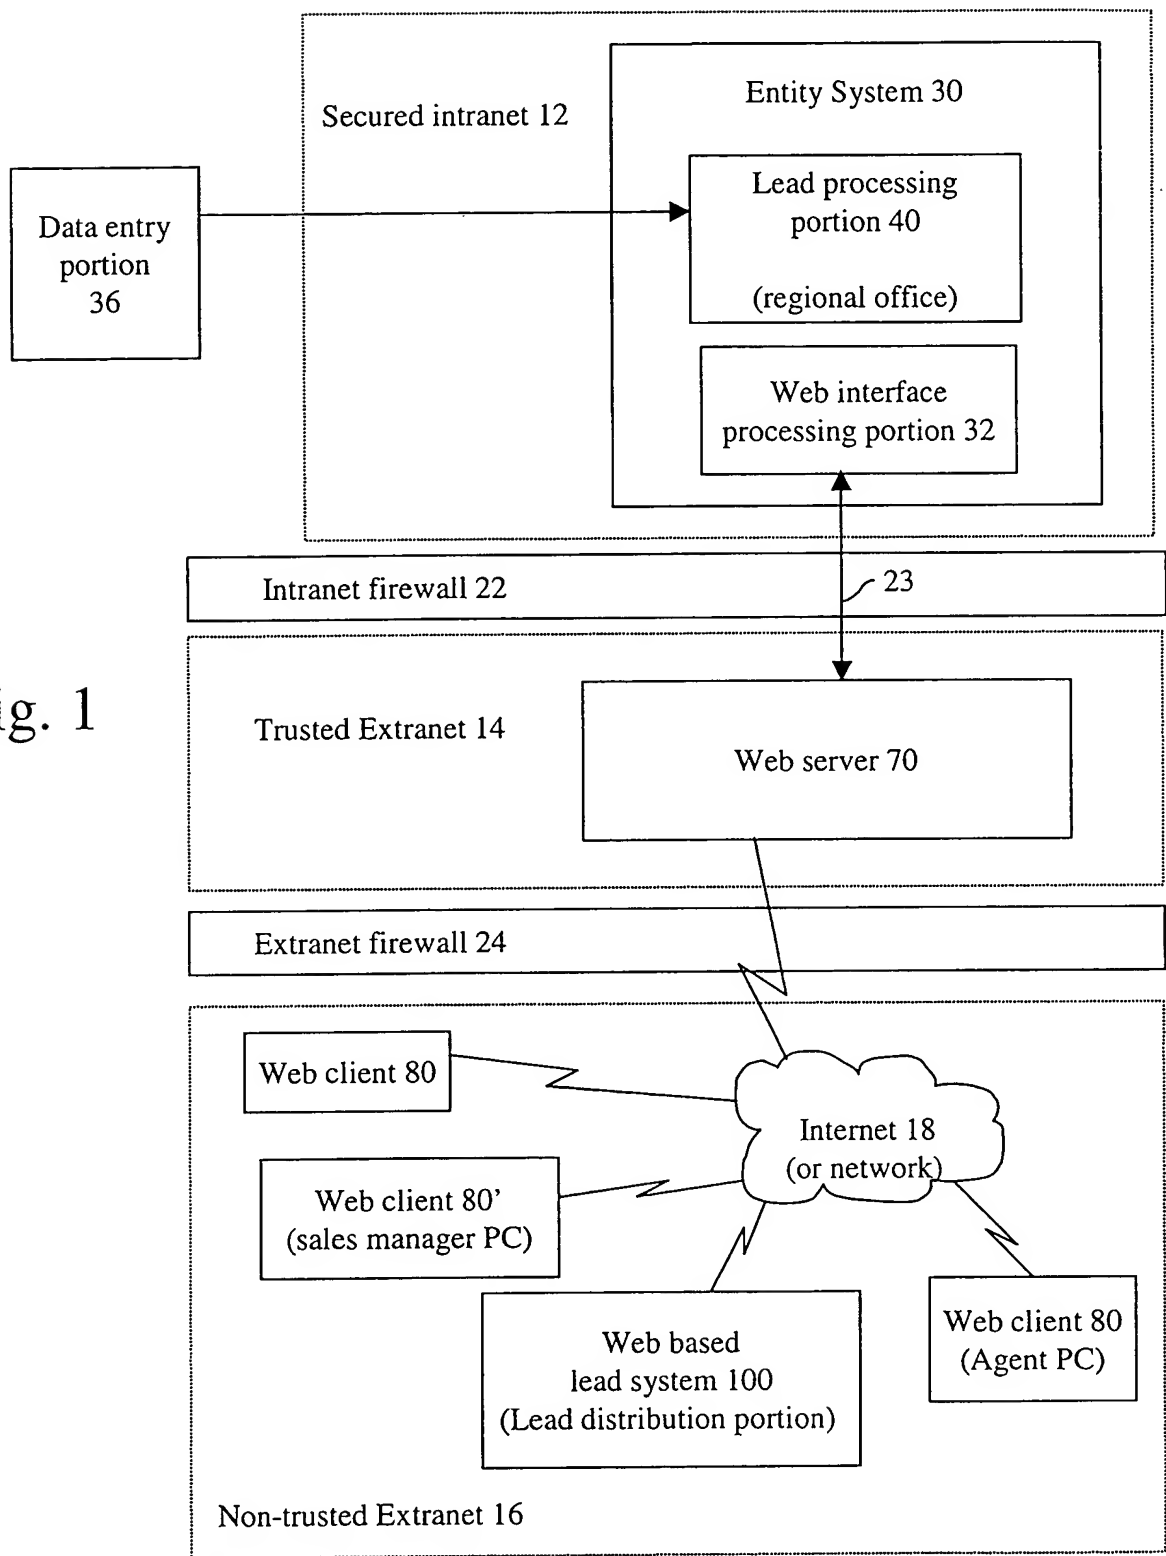 Secured intranet 12
Entity System 30
Lead processing
portion 40
(regional office)
Data entry
portion
36
Web interface
processing portion 32
Intranet firewall 22
23
ig. 1
Trusted Extranet 14
Web server 70
Extranet firewall 24
Web client 80
Internet 18
(or network)
Web client 80’
(sales manager PC)
Web client 80
(Agent PC)
Web based
lead system 100
(Lead distribution portion)
Non-trusted Extranet 16